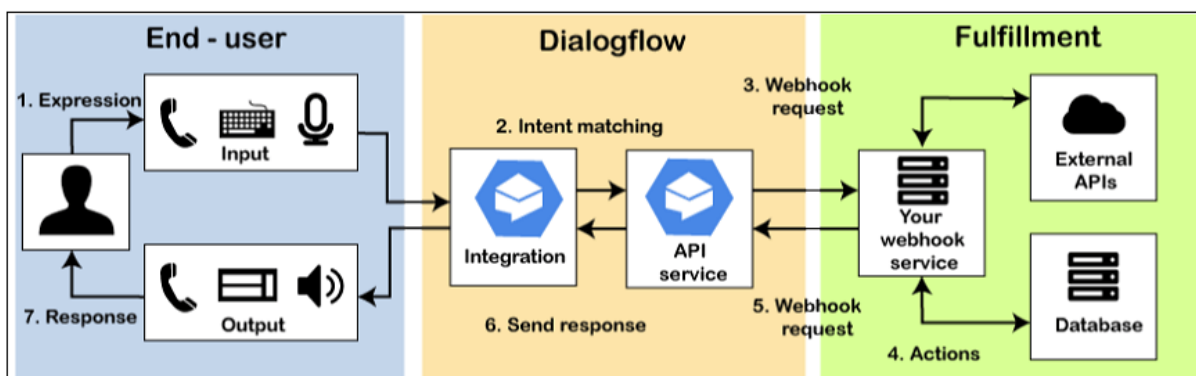 End - user
Dialogflow
Fulfillment
1. Expression
Input
2. Intent matching
3. Webhook
request
External
APIs
Integration
API
service
Your
webhook
service
7. Response
Output
6. Send response
5. Webhook
request
4. Actions
Database